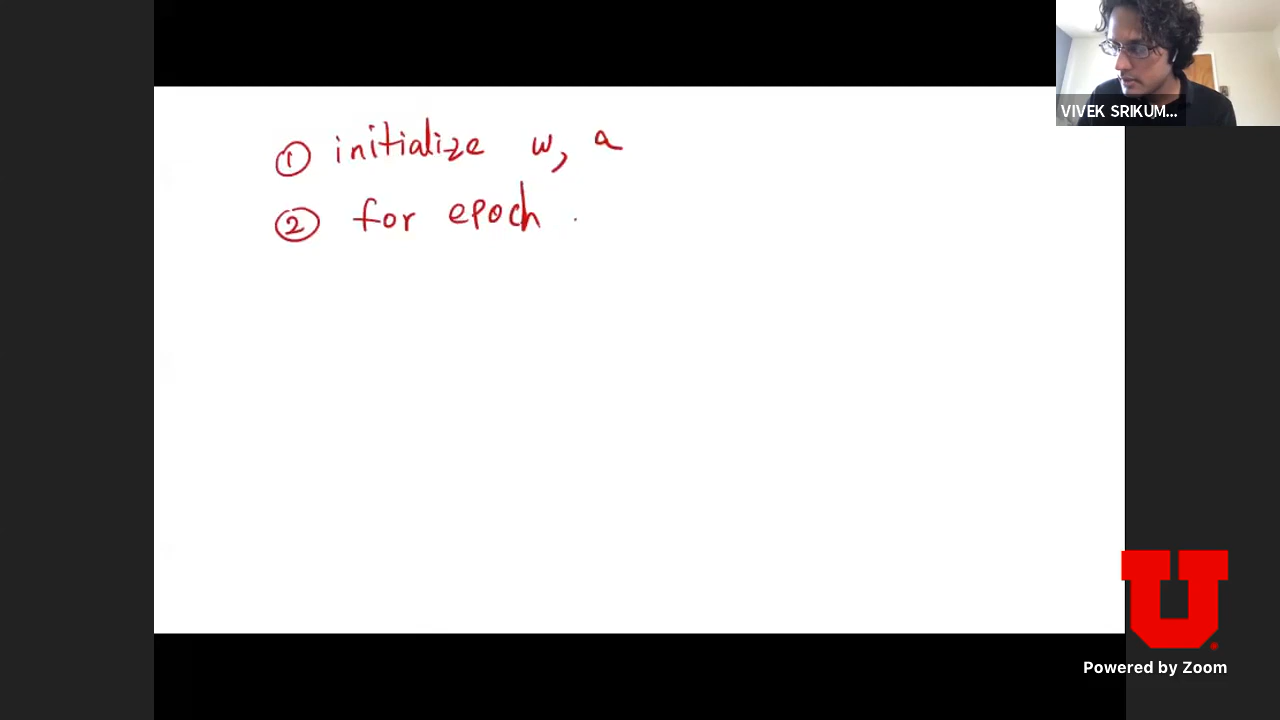 VIVEK SRIKUM...
① initialize w, a
② for epoch
U
Powered by Zoom